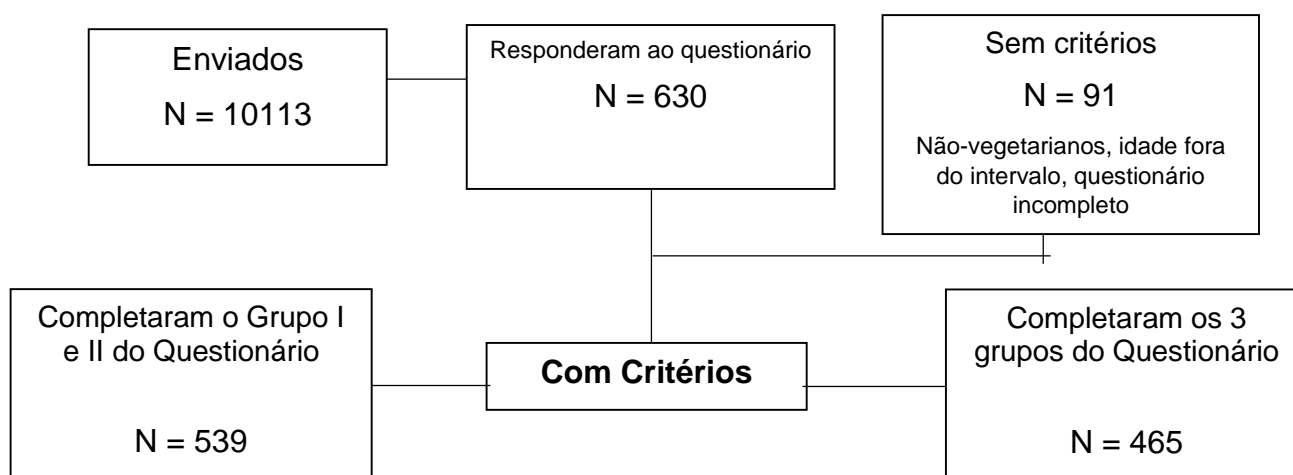 Enviados
N = 10113
Responderam ao questionário
N = 630
Sem critérios
N = 91
Não-vegetarianos, idade fora
do intervalo, questionário
incompleto
Completaram o Grupo I
e II do Questionário
N = 539
Com Critérios
Completaram os 3
grupos do Questionário
N = 465